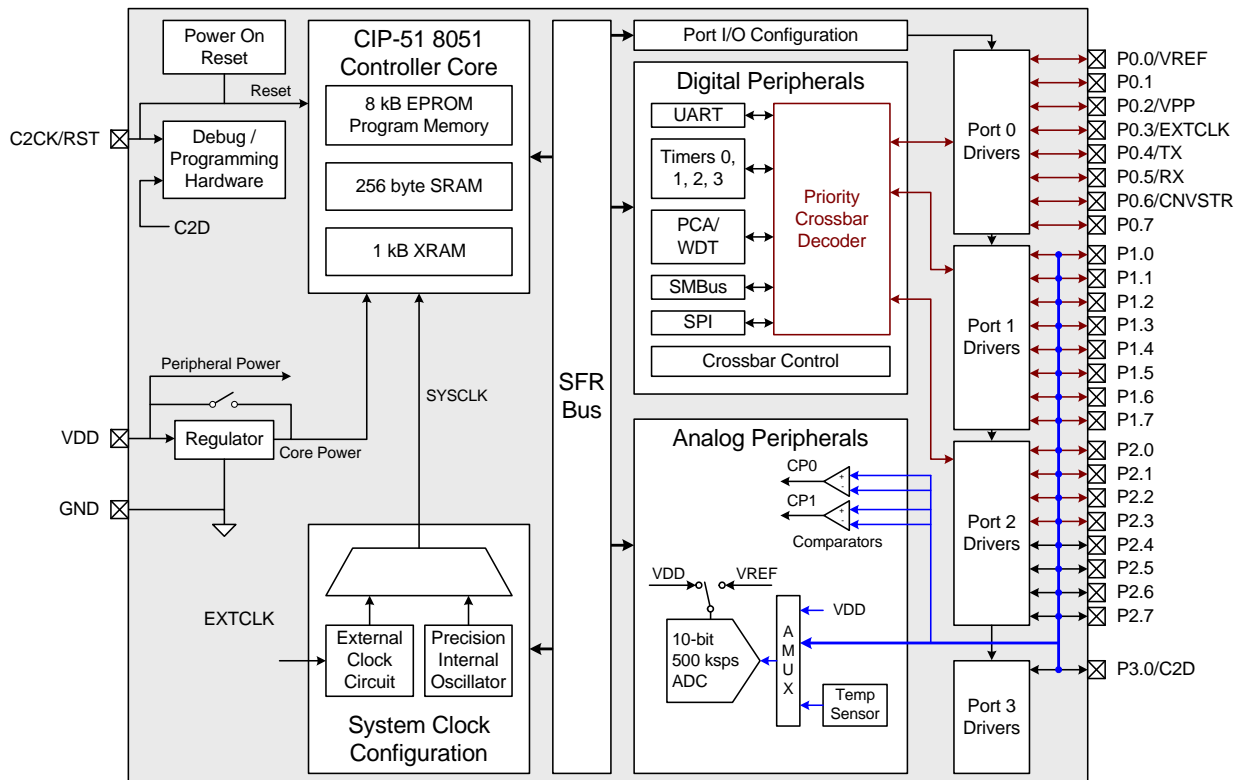 Power On
Reset
Reset
C2CK/RST
Debug /
Programming
Hardware
C2D
CIP-51 8051
Controller Core
8 kB EPROM
Program Memory
256 byte SRAM
1 kB XRAM
Peripheral Power
VDD
Regulator
Core Power
GND
SYSCLK
EXTCLK
External
Clock
Circuit
Precision
Internal
Oscillator
System Clock
Configuration
SFR
Bus
Port I/O Configuration
Digital Peripherals
UART
Timers 0,
1, 2, 3
PCA/
WDT
SMBus
SPI
Priority
Crossbar
Decoder
Crossbar Control
Analog Peripherals
CP0
+
-
CP1
+
-
Comparators
VDD
VREF
VDD
10-bit
500 ksps
ADC
AMUX
Temp
Sensor
Port 0
Drivers
Port 1
Drivers
Port 2
Drivers
Port 3
Drivers
P0.0/VREF
P0.1
P0.2/VPP
P0.3/EXTCLK
P0.4/TX
P0.5/RX
P0.6/CNVSTR
P0.7
P1.0
P1.1
P1.2
P1.3
P1.4
P1.5
P1.6
P1.7
P2.0
P2.1
P2.2
P2.3
P2.4
P2.5
P2.6
P2.7
P3.0/C2D